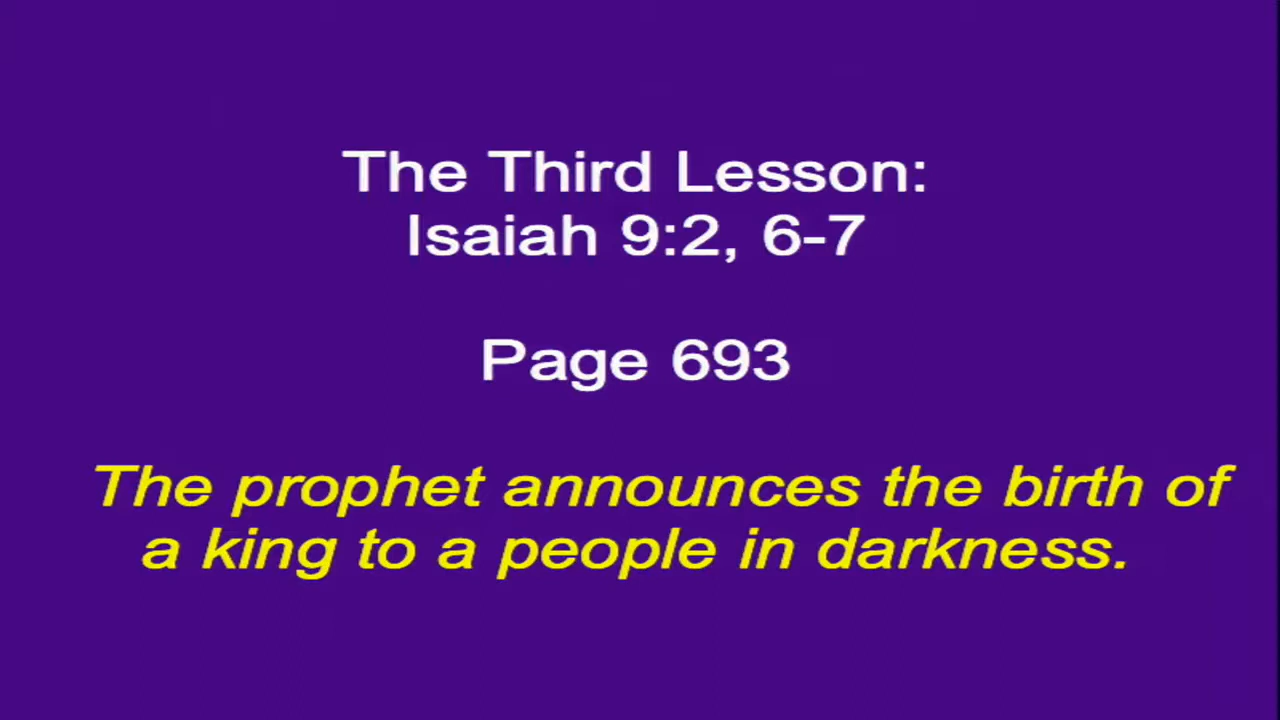 The Third Lesson:
Isaiah 9:2, 6-7
Page 693
The prophet announces the birth of
a king to a people in darkness.